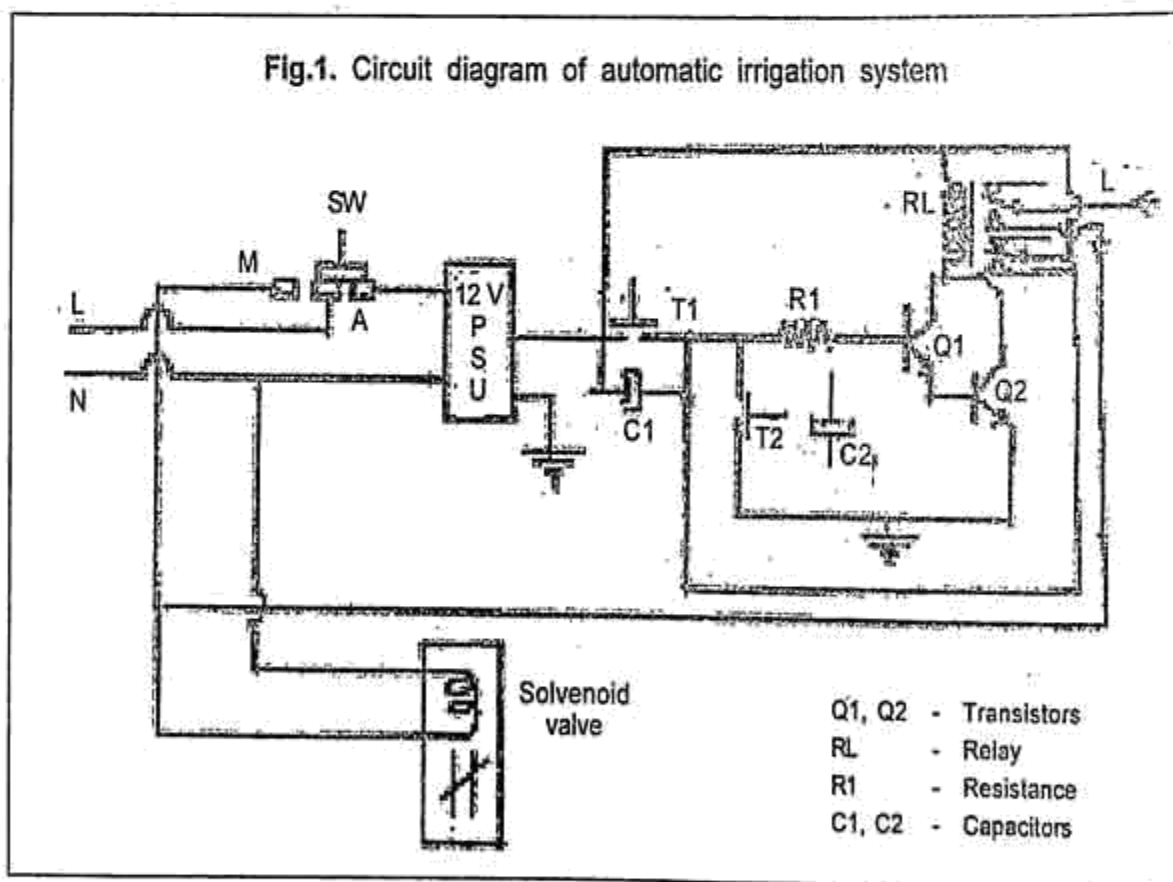 Fig.1. Circuit diagram of automatic irrigation system
SW
M
L
A
N
12 V
P
S
U
T1
R1
C1
T2
C2
Q1
Q2
RL
L
Solvenoid
valve
Q1, Q2 - Transistors
RL - Relay
R1 - Resistance
C1, C2 - Capacitors